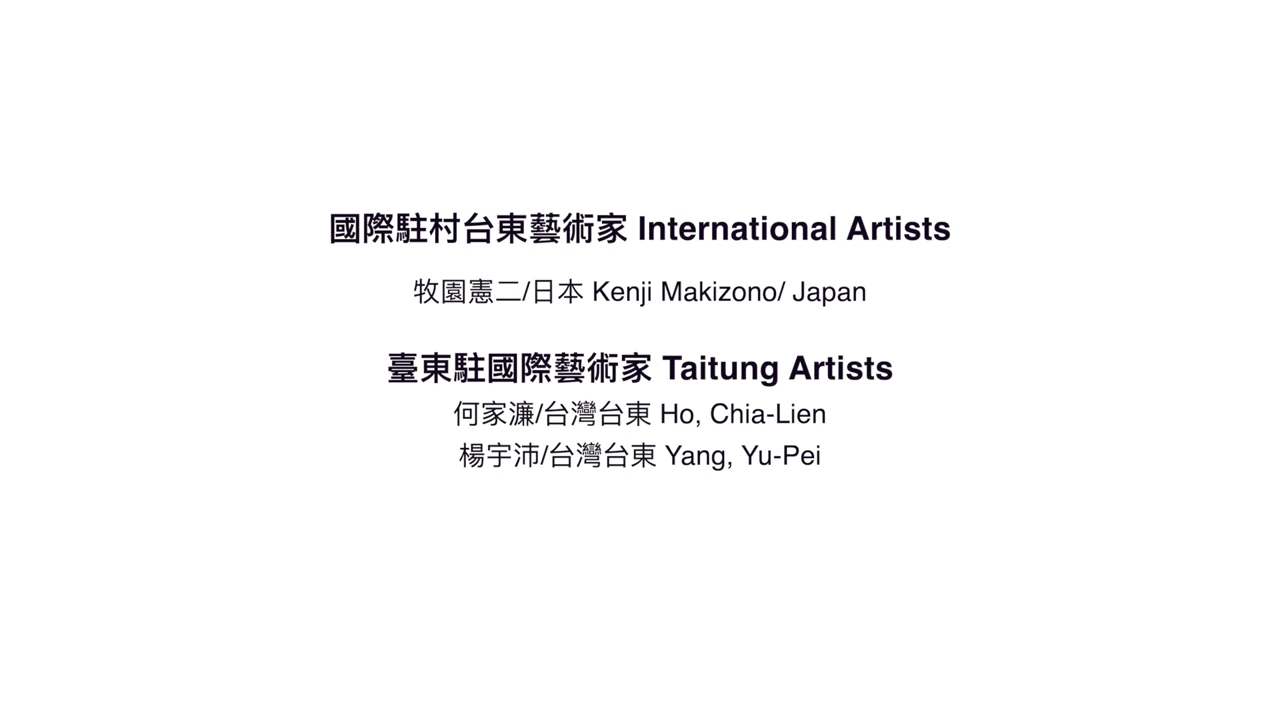 國際駐村台東藝術家 International Artists
牧園憲二/日本 Kenji Makizono/ Japan
臺東駐國際藝術家 Taitung Artists
何家濂/台灣台東 Ho, Chia-Lien
楊宇沛/台灣台東 Yang, Yu-Pei